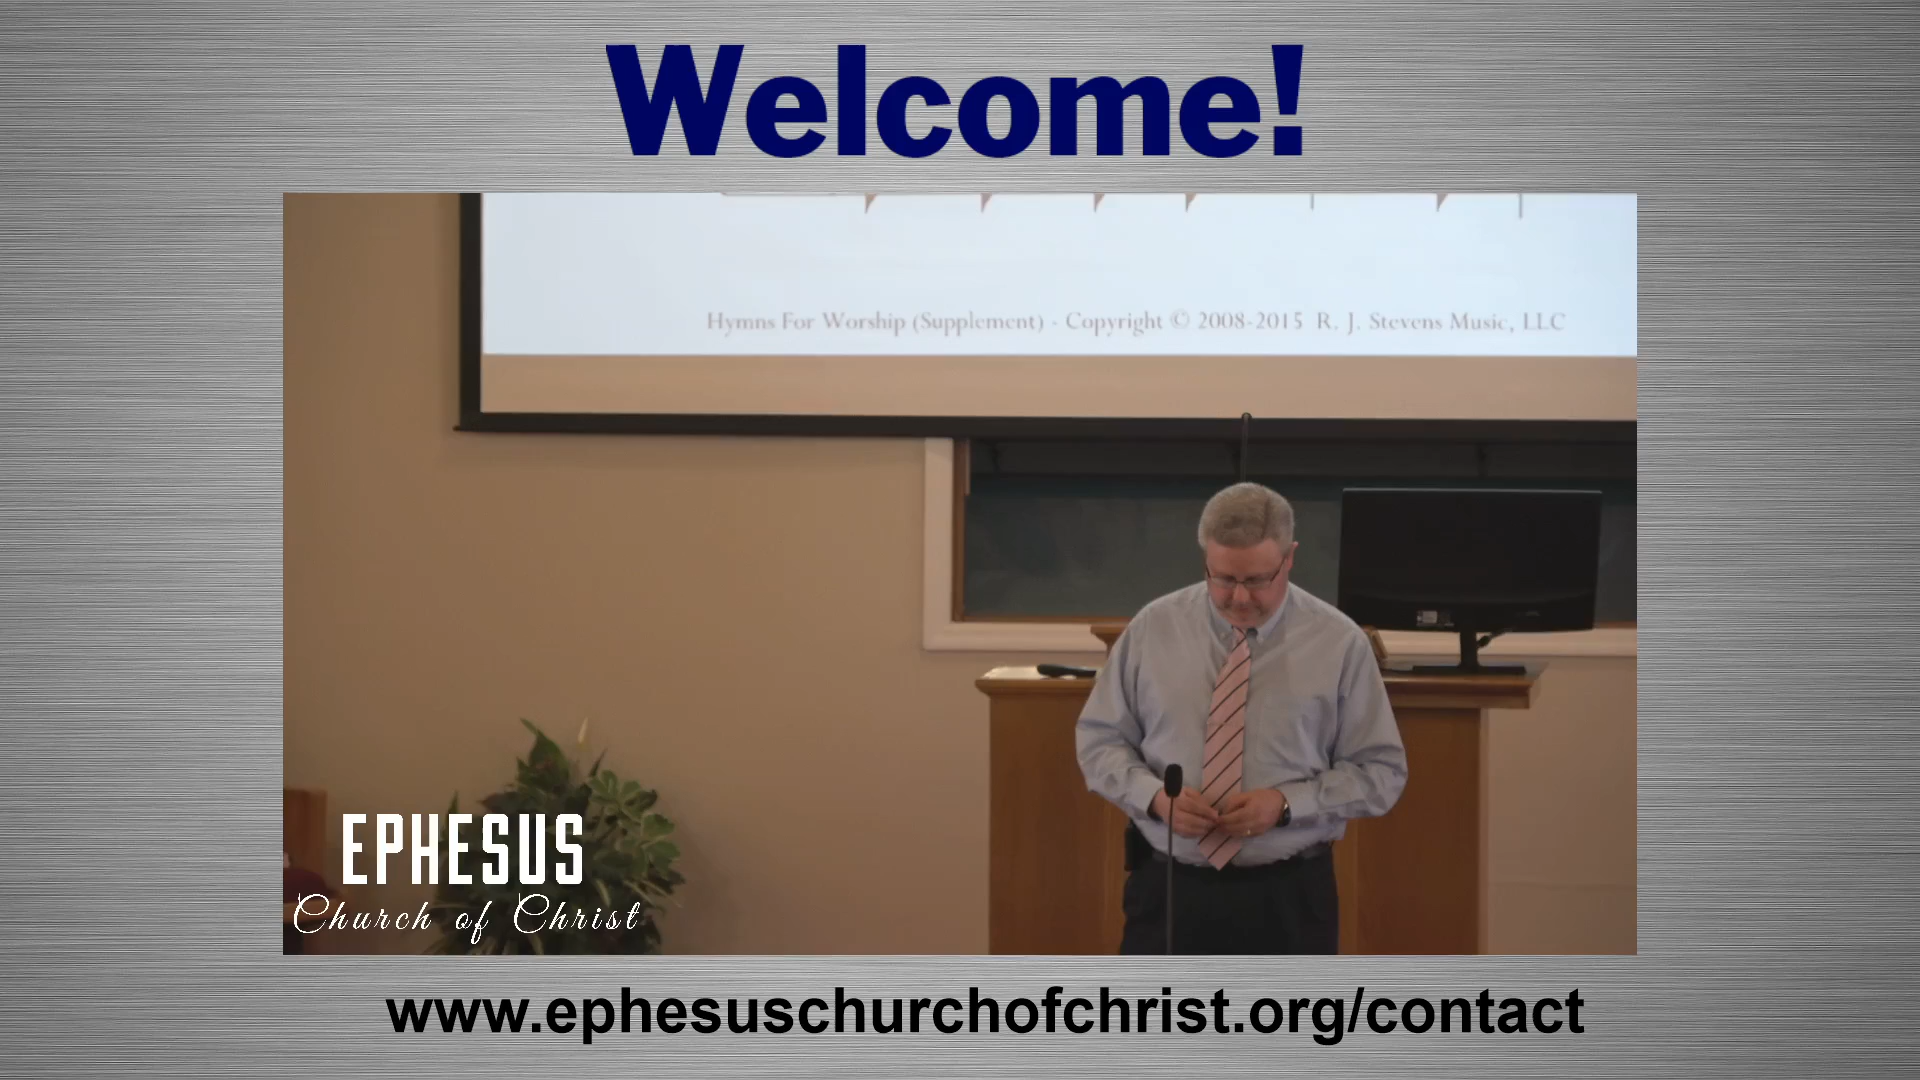 Welcome!
Hymns For Worship (Supplement) - Copyright © 2008-2015 R. J. Stevens Music, LLC
EPHESUS
Church of Christ
www.ephesuschurchofchrist.org/contact